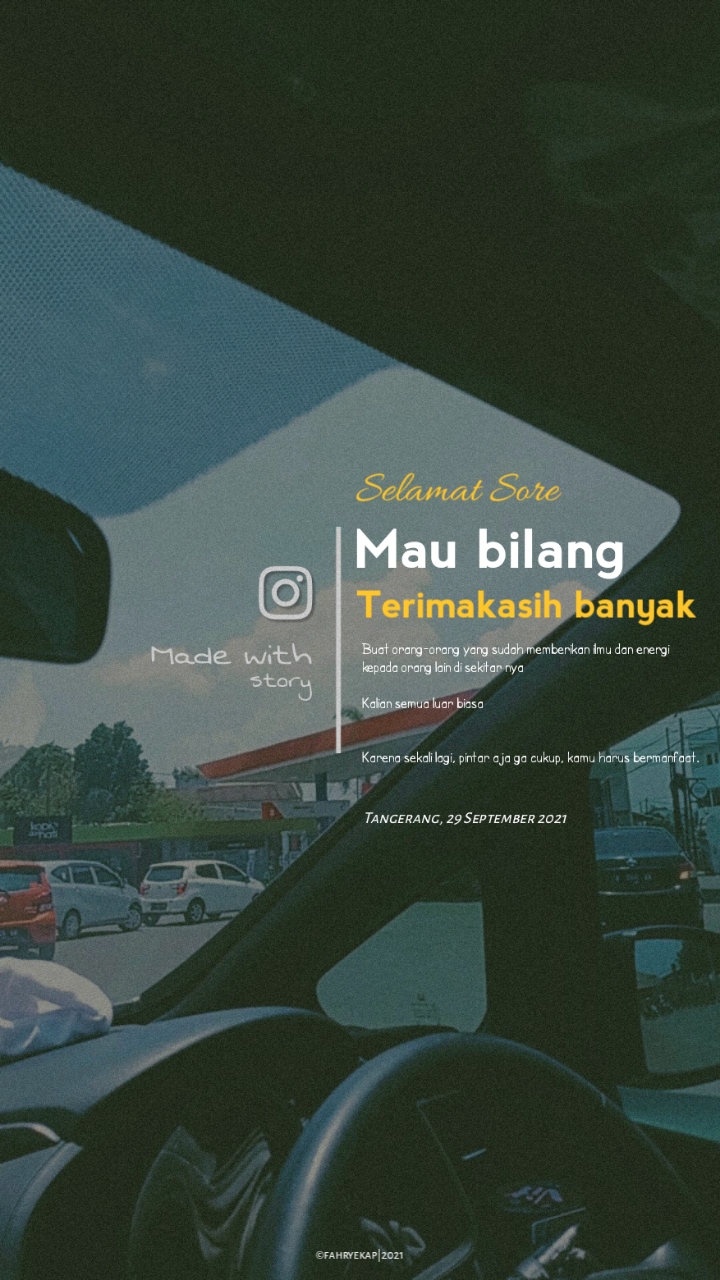 Selamat Sore
Mau bilang
Terimakasih banyak
Made with
story
Buat orang-orang yang sudah memberikan ilmu dan energi
kepada orang lain di sekitar nya
Kalian semua luar biasa
Karena sekali lagi, pintar aja ga cukup, kamu harus bermanfaat.
Tangerang, 29 September 2021
kopi
mati
©FAHRYEKAP|2021